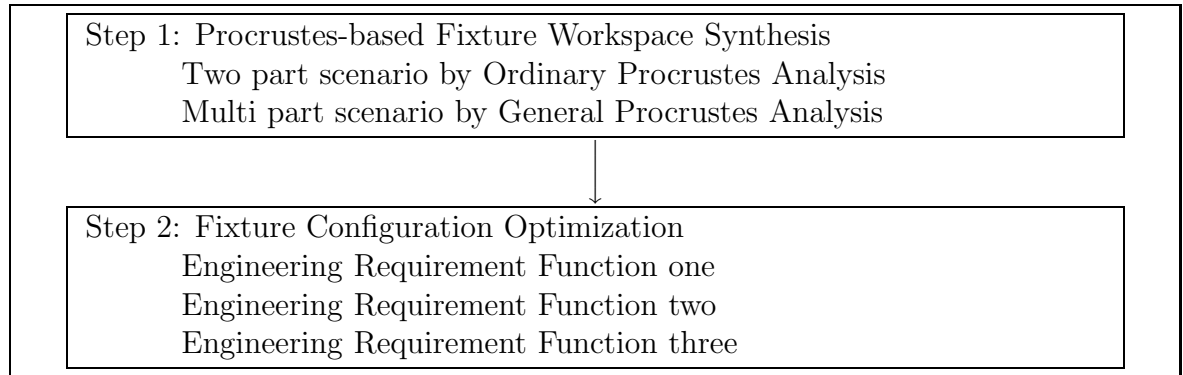 Step 1: Procrustes-based Fixture Workspace Synthesis
Two part scenario by Ordinary Procrustes Analysis
Multi part scenario by General Procrustes Analysis
Step 2: Fixture Configuration Optimization
Engineering Requirement Function one
Engineering Requirement Function two
Engineering Requirement Function three